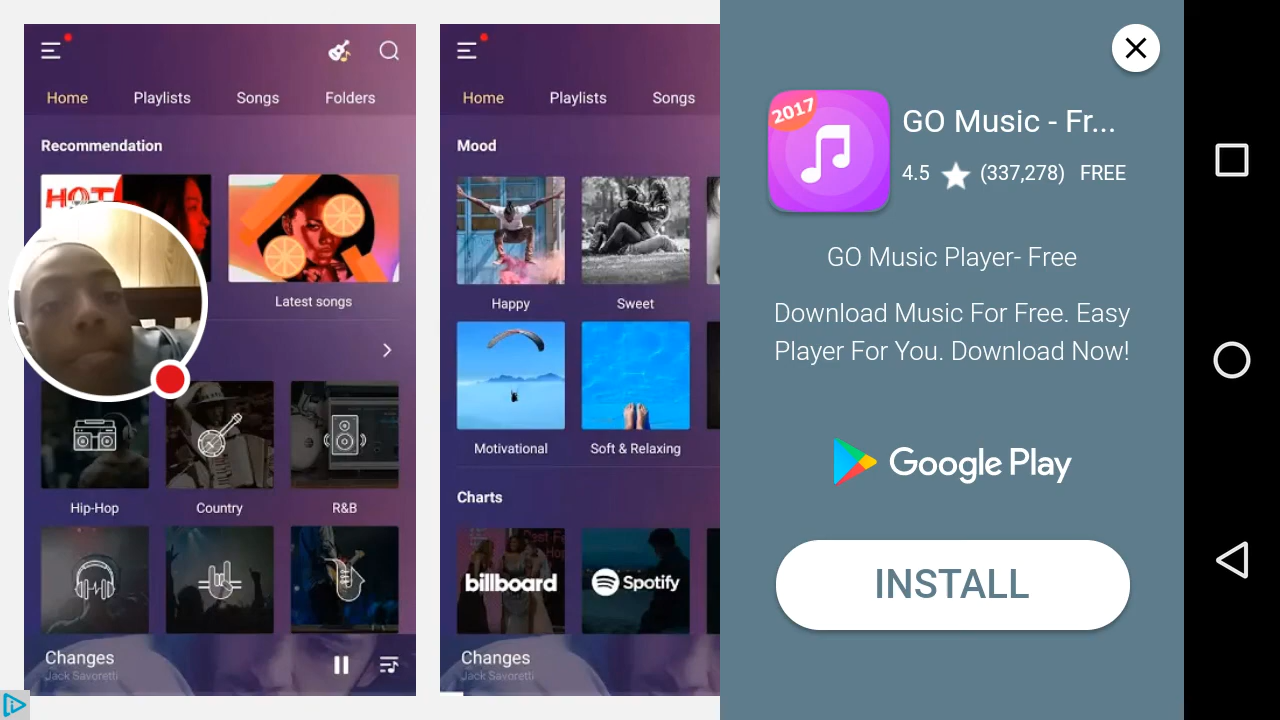 Home Playlists Songs Folders
Recommendation
HOT
Latest songs
Hip-Hop Country R&B
Changes
Jack Savoretti
Home Playlists Songs
Mood
Happy Sweet
Motivational Soft & Relaxing
Charts
billboard Spotify
Changes
Jack Savoretti
2017
GO Music - Fr...
4.5 (337,278) FREE
GO Music Player- Free
Download Music For Free. Easy
Player For You. Download Now!
Google Play
INSTALL